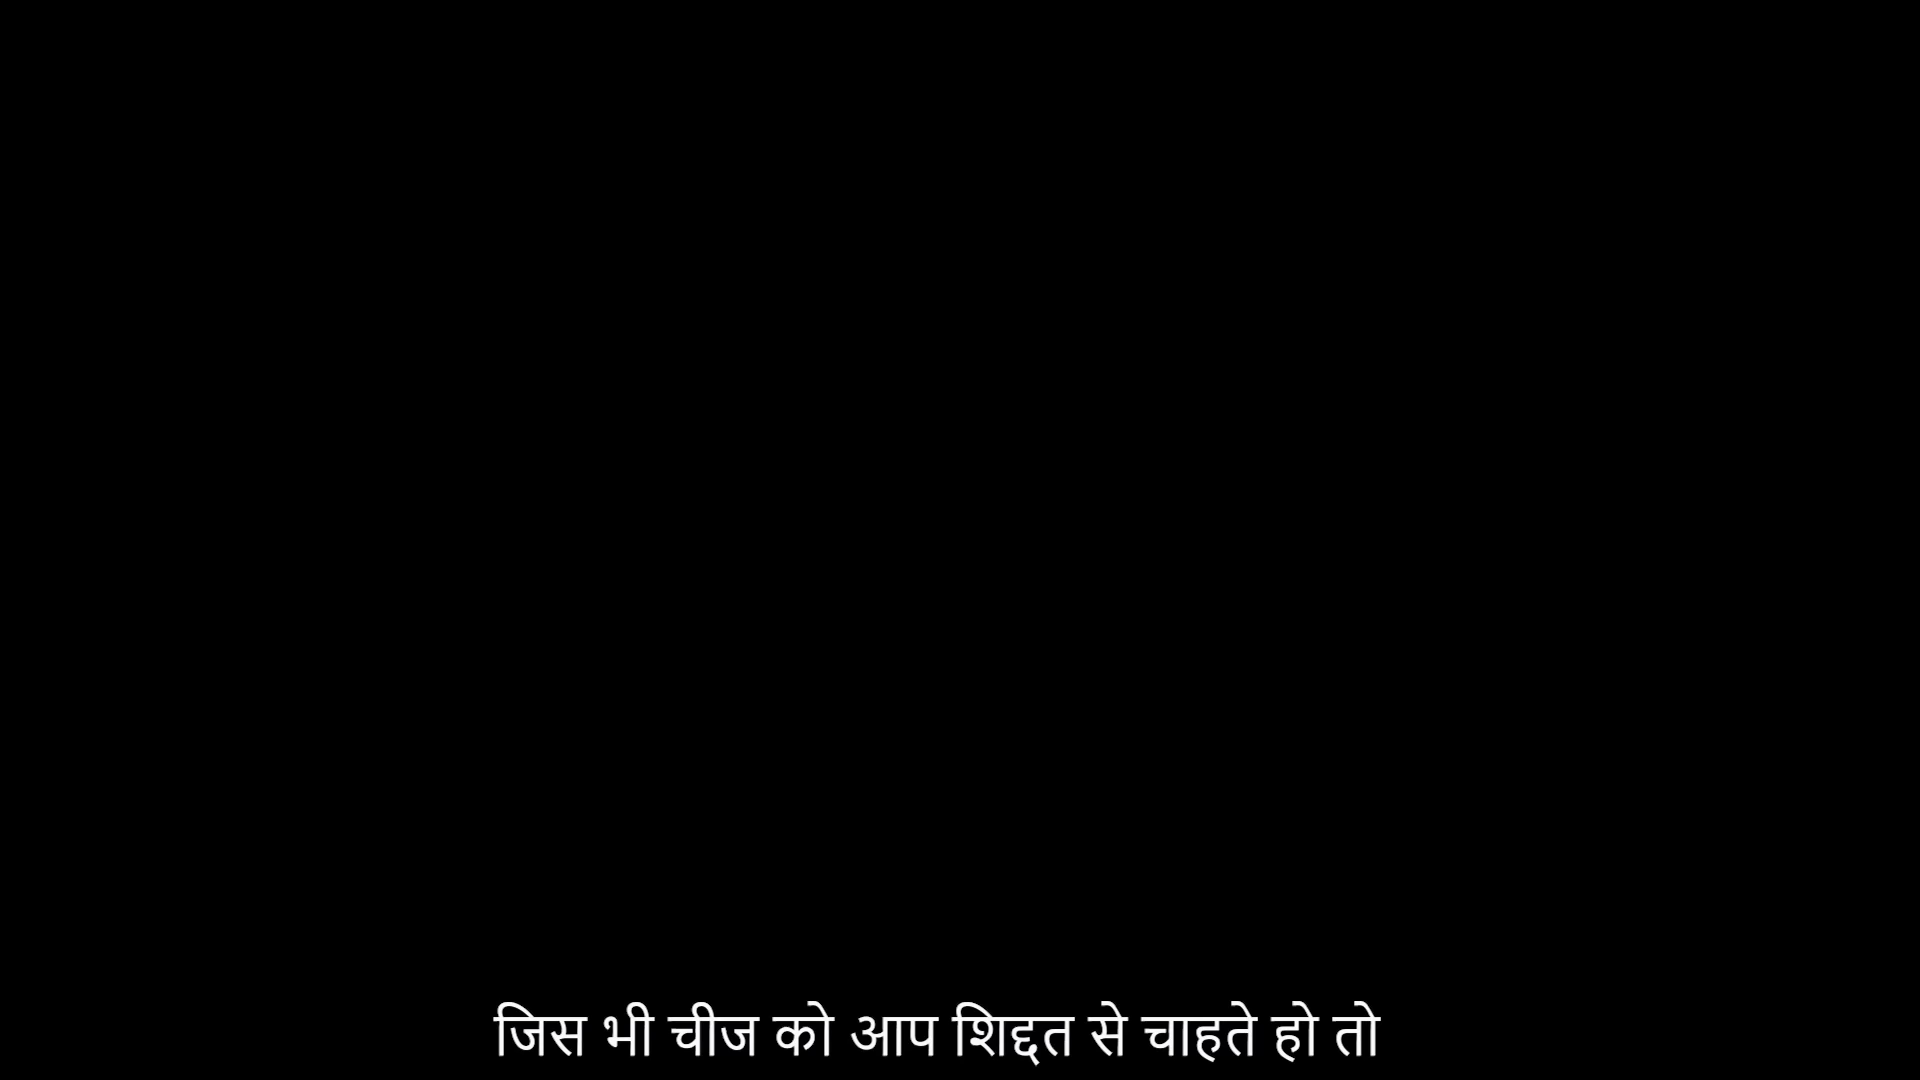 जिस भी चीज को आप शिद्दत से चाहते हो तो